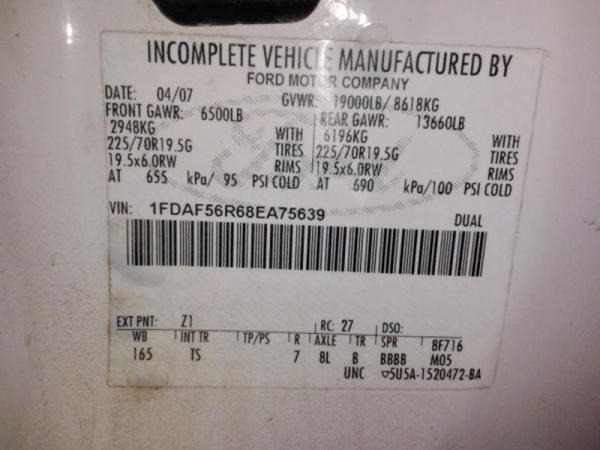 INCOMPLETE VEHICLE MANUFACTURED BY
FORD MOTOR COMPANY
DATE: 04/07 GVWR: 19000LB/ 8618KG
FRONT GAWR: 6500LB REAR GAWR: 13660LB
2948KG WITH 6196KG WITH
225/70R19.5G TIRES 225/70R19.5G TIRES
19.5x6.0RW RIMS 19.5x6.0RW RIMS
AT 655 kPa/ 95 PSI COLD AT 690 kPa/100 PSI COLD
VIN: 1FDAF56R68EA75639 DUAL
EXT PNT: Z1 RC: 27 DSO:
WB INT TR TP/PS R AXLE TR SPR 8F716
165 TS 7 8L B BBBB M05
UNC ▽5U5A-1520472-BA